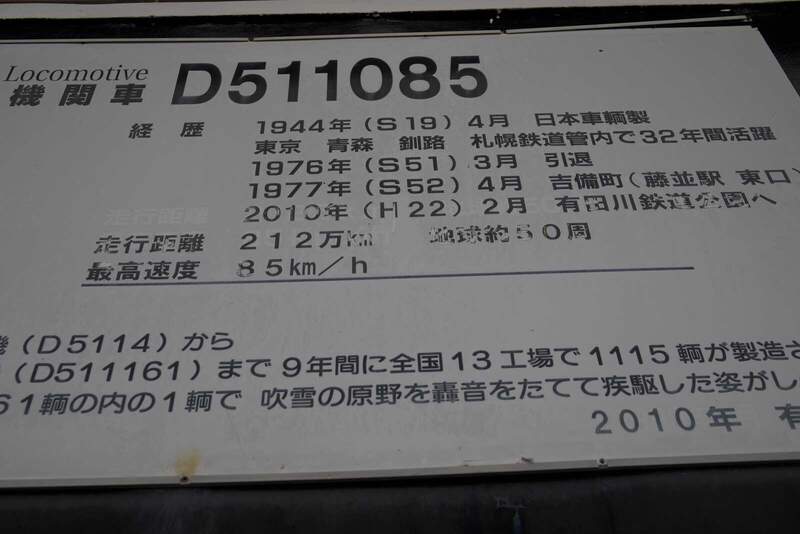 Locomotive
機関車 D511085
経歴 1944年(S19)4月 日本車輌製
東京 青森 釧路 札幌鉄道管内で32年間活躍
1976年(S51)3月 引退
1977年(S52)4月 吉備町(藤並駅 東口)
2010年(H22)2月 有田川鉄道公園へ
走行距離 212万km 地球約50周
最高速度 85km/h
機(D5114)から
(D511161)まで9年間に全国13工場で1115輌が製造さ
61輌の内の1輌で 吹雪の原野を轟音をたてて疾駆した姿がし
2010年 有